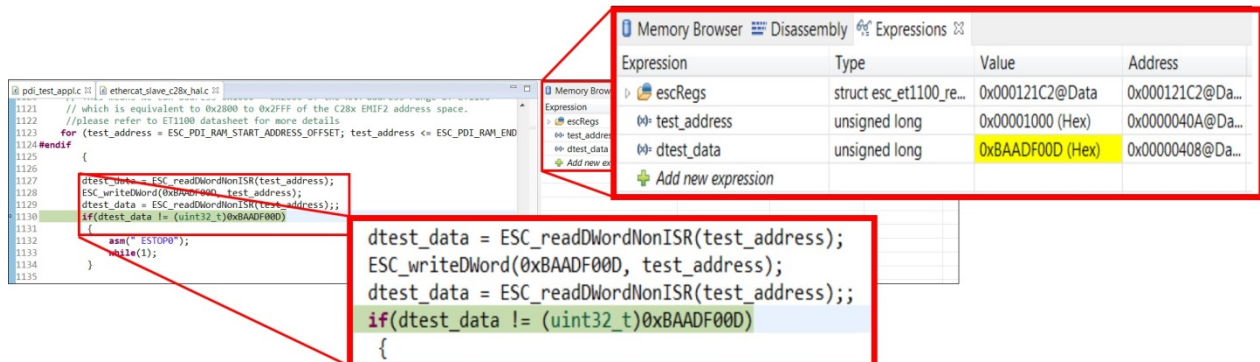 pdi_test_appl.c ethercat_slave_c28x_hal.c
1121 // which is equivalent to 0x2800 to 0x2FFF of the C28x EMIF2 address space.
1122 //please refer to ET1100 datasheet for more details
1123 for (test_address = ESC_PDI_RAM_START_ADDRESS_OFFSET; test_address <= ESC_PDI_RAM_END
1124 #endif
1125 {
1126
1127 dtest_data = ESC_readDWordNonISR(test_address);
1128 ESC_writeDWord(0xBAADF00D, test_address);
1129 dtest_data = ESC_readDWordNonISR(test_address);;
1130 if(dtest_data != (uint32_t)0xBAADF00D)
1131 {
1132 asm(" ESTOP0");
1133 while(1);
1134 }
1135
Memory Brow
Expression
escRegs
test_addres
dtest_data
Add new ex
Memory Browser Disassembly Expressions
Expression Type Value Address
escRegs struct esc_et1100_re... 0x000121C2@Data 0x000121C2@Da...
(x)= test_address unsigned long 0x00001000 (Hex) 0x0000040A@Da...
(x)= dtest_data unsigned long 0xBAADF00D (Hex) 0x00000408@Da...
Add new expression
dtest_data = ESC_readDWordNonISR(test_address);
ESC_writeDWord(0xBAADF00D, test_address);
dtest_data = ESC_readDWordNonISR(test_address);;
if(dtest_data != (uint32_t)0xBAADF00D)
{